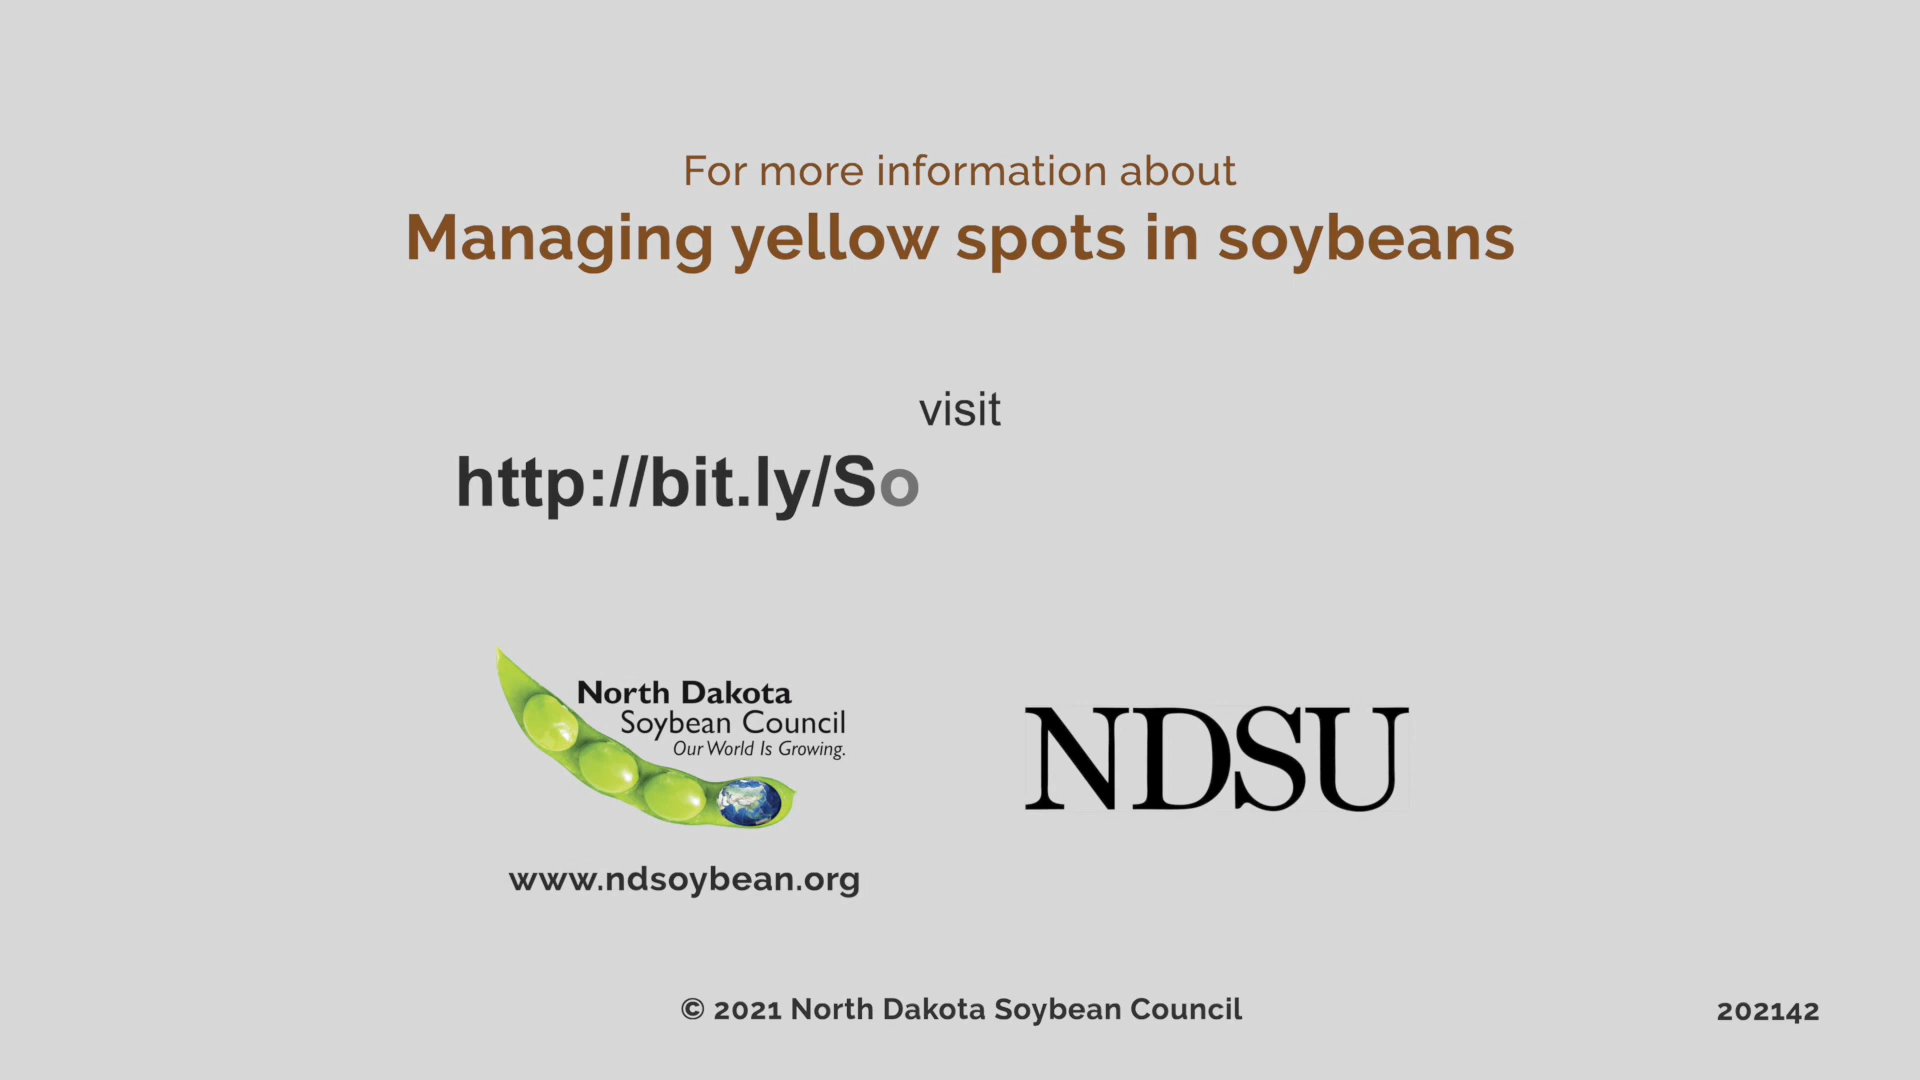 For more information about
Managing yellow spots in soybeans
visit
http://bit.ly/So
North Dakota
Soybean Council
Our World Is Growing.
NDSU
www.ndsoybean.org
© 2021 North Dakota Soybean Council
202142